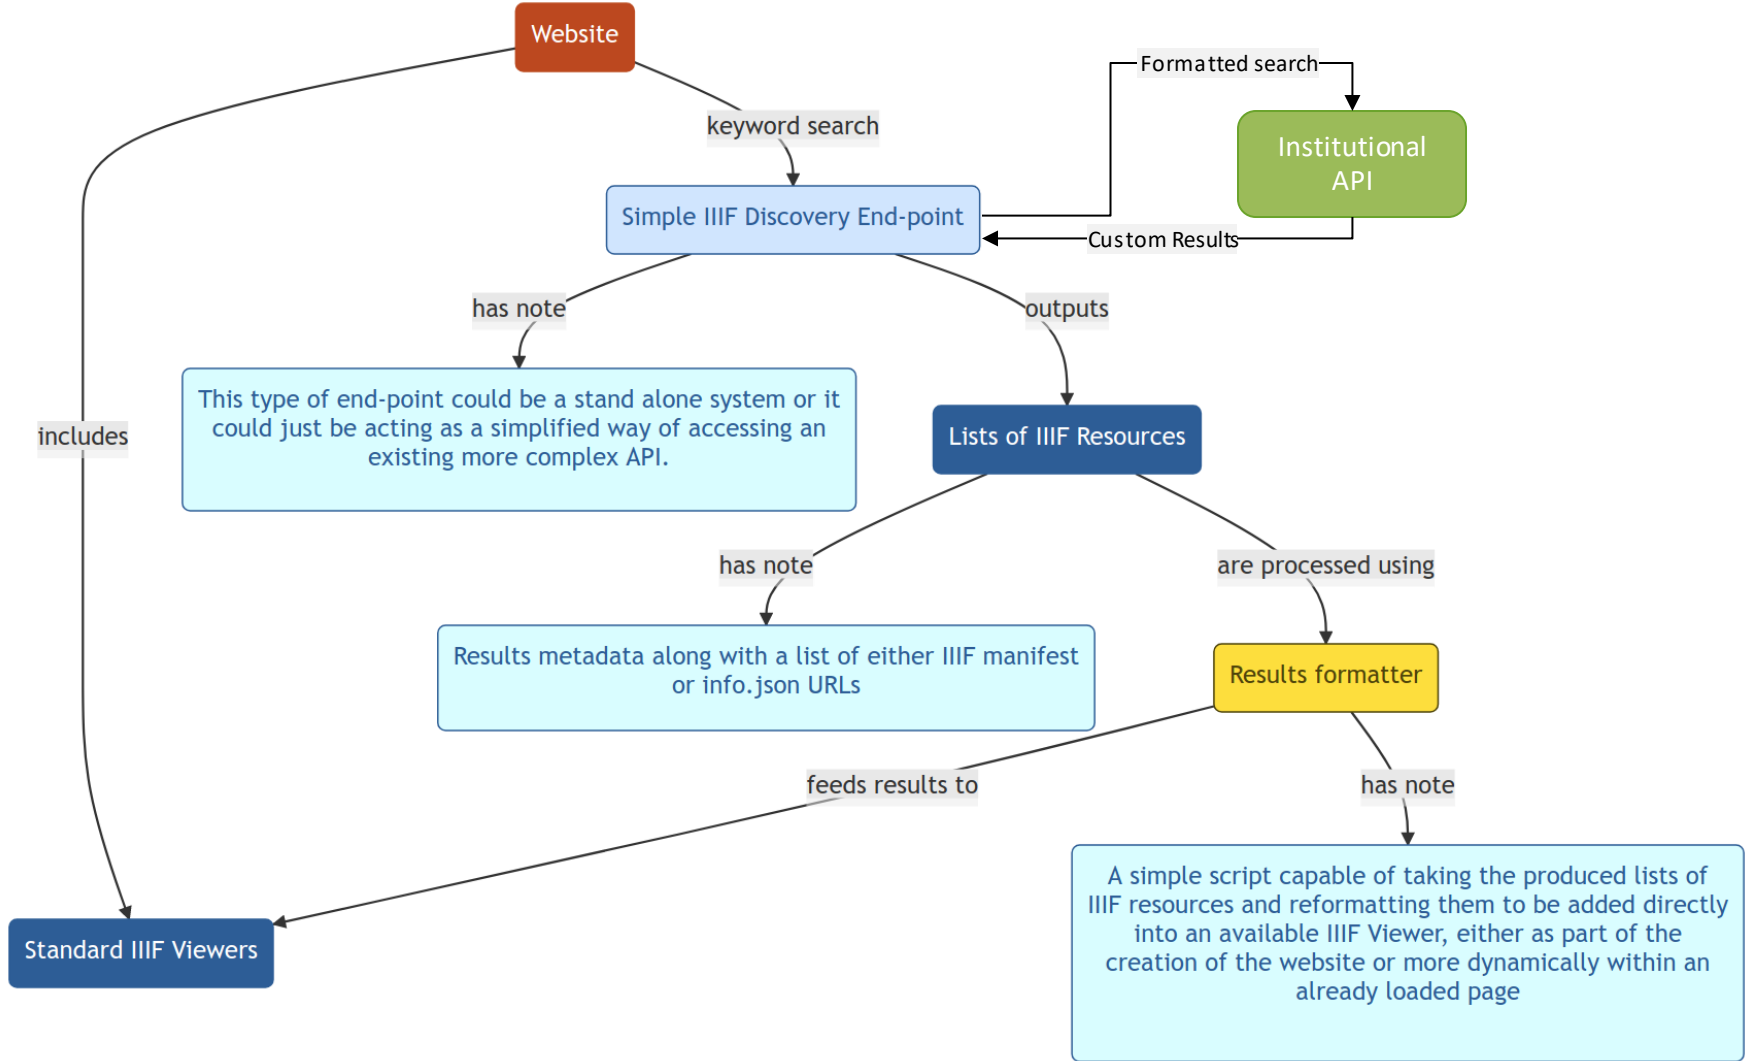 Website
Formatted search
keyword search
Institutional
API
Simple IIIF Discovery End-point
Custom Results
has note
outputs
This type of end-point could be a stand alone system or it
could just be acting as a simplified way of accessing an
existing more complex API.
includes
Lists of IIIF Resources
has note
are processed using
Results metadata along with a list of either IIIF manifest
or info.json URLs
Results formatter
feeds results to
has note
A simple script capable of taking the produced lists of
IIIF resources and reformatting them to be added directly
into an available IIIF Viewer, either as part of the
creation of the website or more dynamically within an
already loaded page
Standard IIIF Viewers